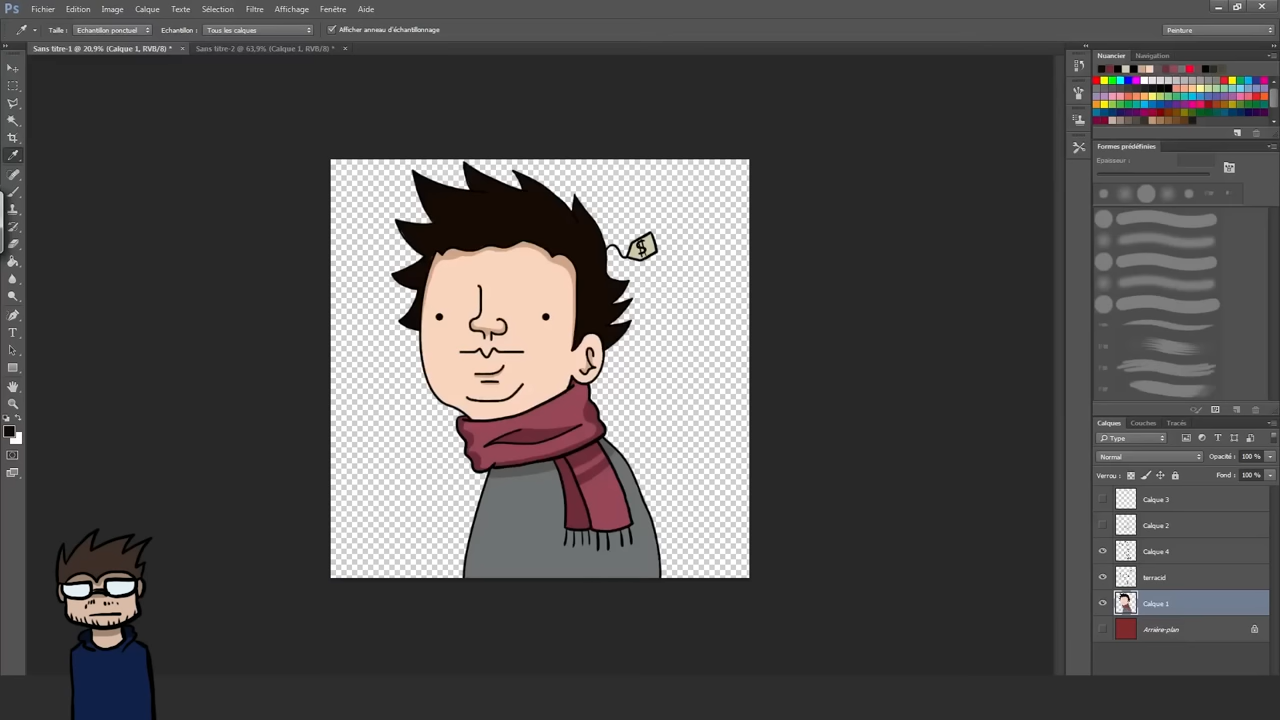 Ps Fichier Edition Image Calque Texte Sélection Filtre Affichage Fenêtre Aide
Taille : Echantillon ponctuel Echantillon : Tous les calques Afficher anneau d'échantillonnage Peinture
Sans titre-1 @ 20,9% (Calque 1, RVB/8) * × Sans titre-2 @ 63,9% (Calque 1, RVB/8) * ×
Nuancier Navigation
Formes prédéfinies
Epaisseur :
$
Calques Couches Tracés
Type
Normal Opacité : 100 %
Verrou : Fond : 100 %
Calque 3
Calque 2
Calque 4
terracid
Calque 1
Arrière-plan